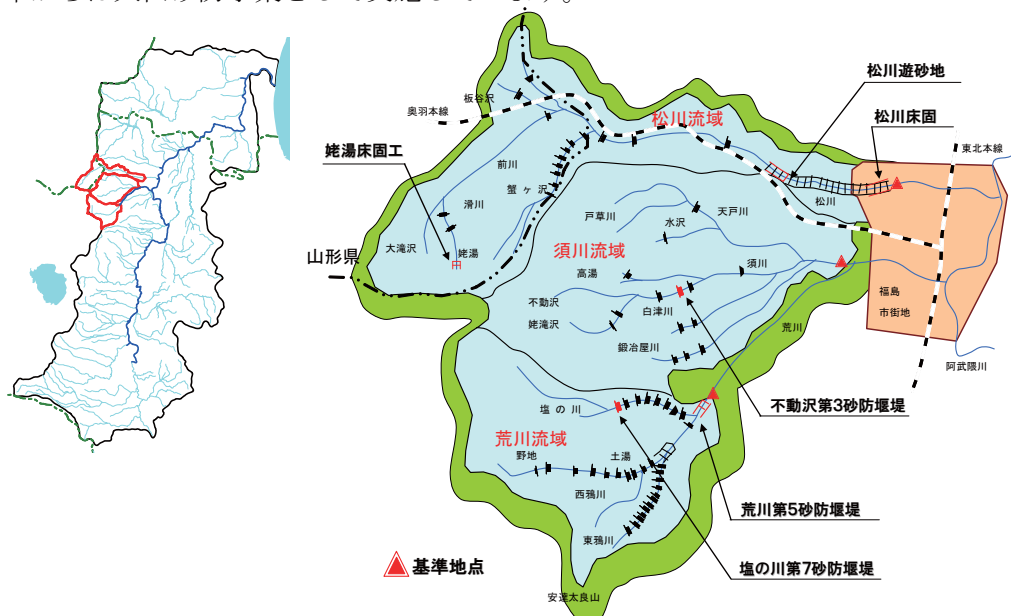 松川遊砂地
板谷沢
奥羽本線
松川流域
松川床固
東北本線
姥湯床固工
前川
蟹ヶ沢
滑川
戸草川
天戸川
水沢
松川
大滝沢
姥湯
山形県
須川流域
高湯
須川
不動沢
白津川
福島
市街地
姥滝沢
荒川
鍛冶屋川
阿武隈川
塩の川
不動沢第3砂防堰堤
荒川流域
野地
土湯
西鴉川
荒川第5砂防堰堤
東鴉川
基準地点
塩の川第7砂防堰堤
安達太良山